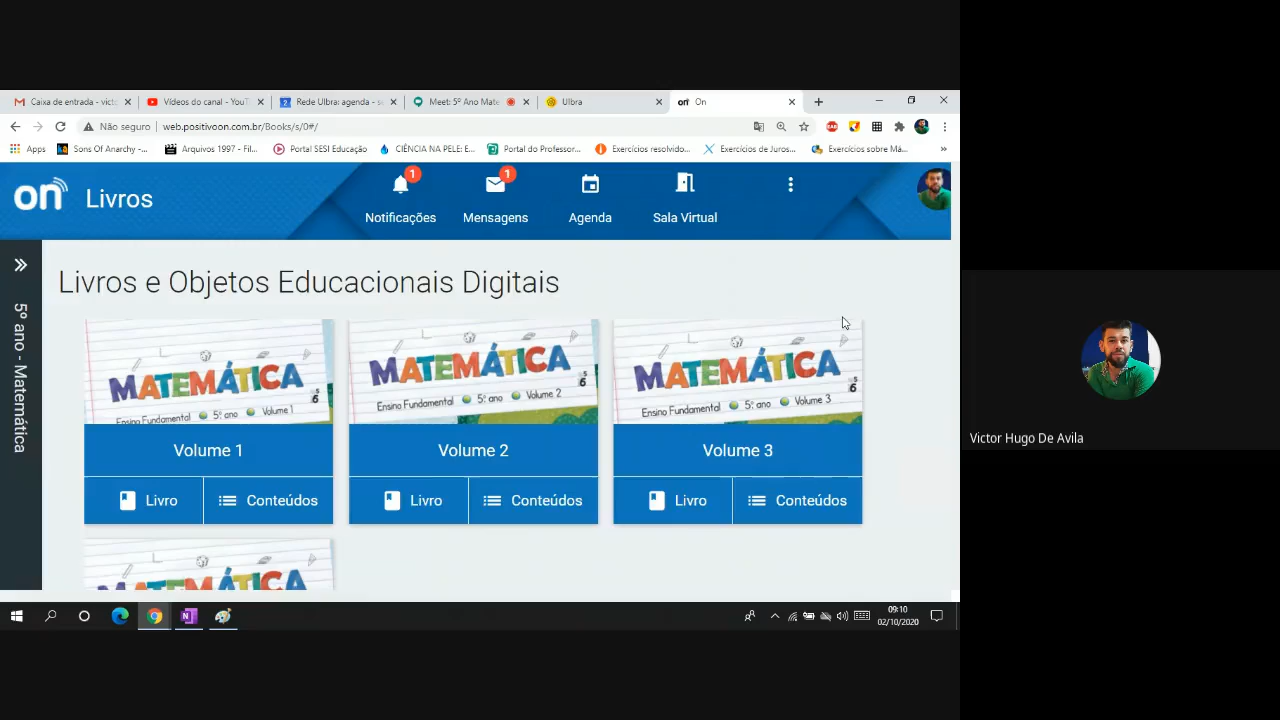 Caixa de entrada - victo
Vídeos do canal - YouT
Rede Ulbra: agenda - s
Meet: 5º Ano Mate
Ulbra
On
Não seguro
web.positivoon.com.br/Books/s/0#/
Apps
Sons Of Anarchy -...
Arquivos 1997 - Fil...
Portal SESI Educação
CIÊNCIA NA PELE: E...
Portal do Professor...
Exercícios resolvido...
Exercícios de Juros...
Exercícios sobre Ma...
on
Livros
1
Notificações
1
Mensagens
Agenda
Sala Virtual
5º ano - Matemática
Livros e Objetos Educacionais Digitais
MATEMÁTICA
Ensino Fundamental 5º ano Volume 1
Volume 1
Livro
Conteúdos
MATEMÁTICA
Ensino Fundamental 5º ano Volume 2
Volume 2
Livro
Conteúdos
MATEMÁTICA
Ensino Fundamental 5º ano Volume 3
Volume 3
Livro
Conteúdos
MATEMÁTICA
09:10
02/10/2020
Victor Hugo De Avila